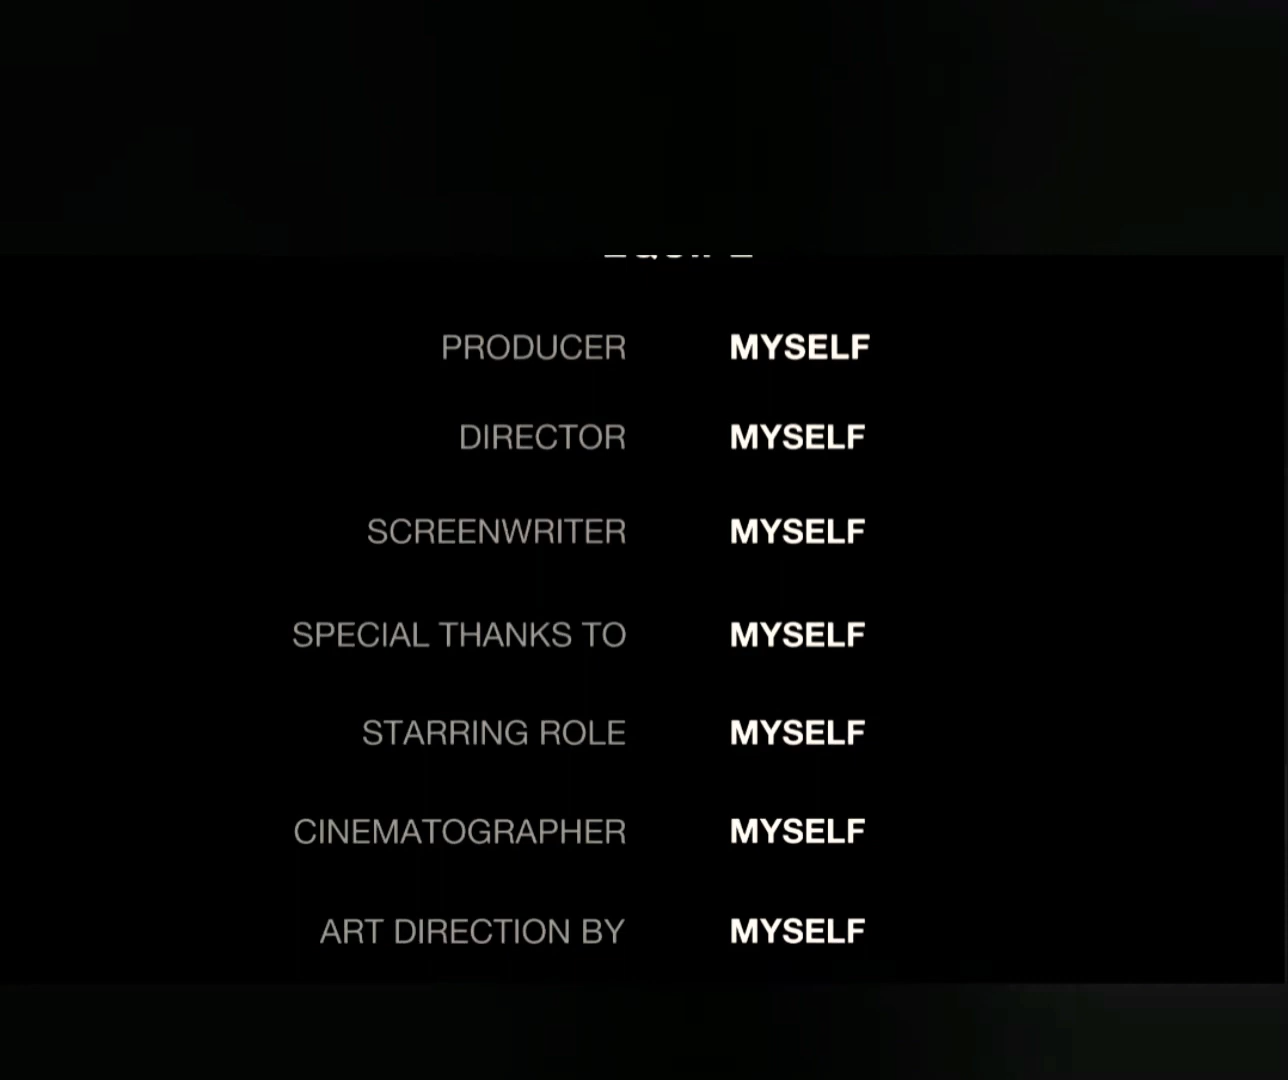 PRODUCER MYSELF
DIRECTOR MYSELF
SCREENWRITER MYSELF
SPECIAL THANKS TO MYSELF
STARRING ROLE MYSELF
CINEMATOGRAPHER MYSELF
ART DIRECTION BY MYSELF